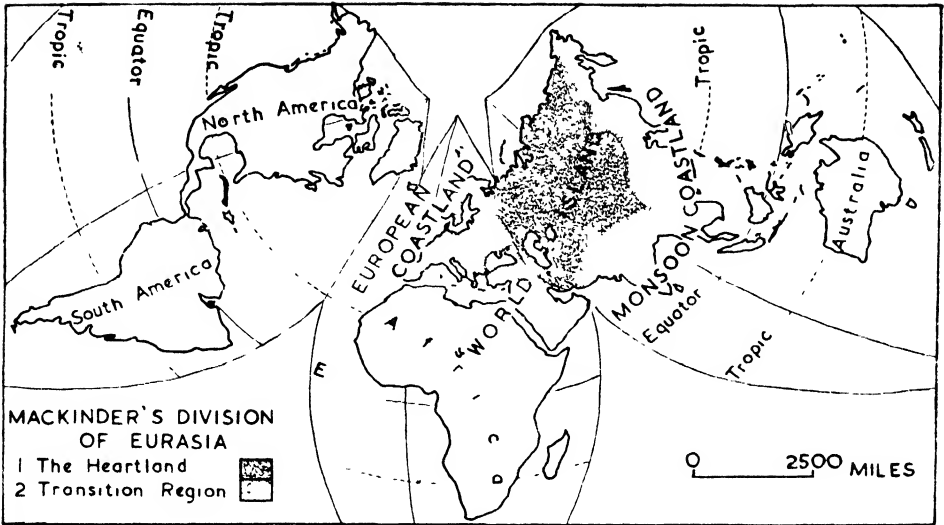 Tropic
Equator
Tropic
North America
South America
EUROPEAN
COASTLAND"
"WORLD
ISLAND
MONSOON COASTLAND
Tropic
Australia
Equator
Tropic
A
E
C
D
MACKINDER'S DIVISION
OF EURASIA
1 The Heartland
2 Transition Region
0 2500 MILES